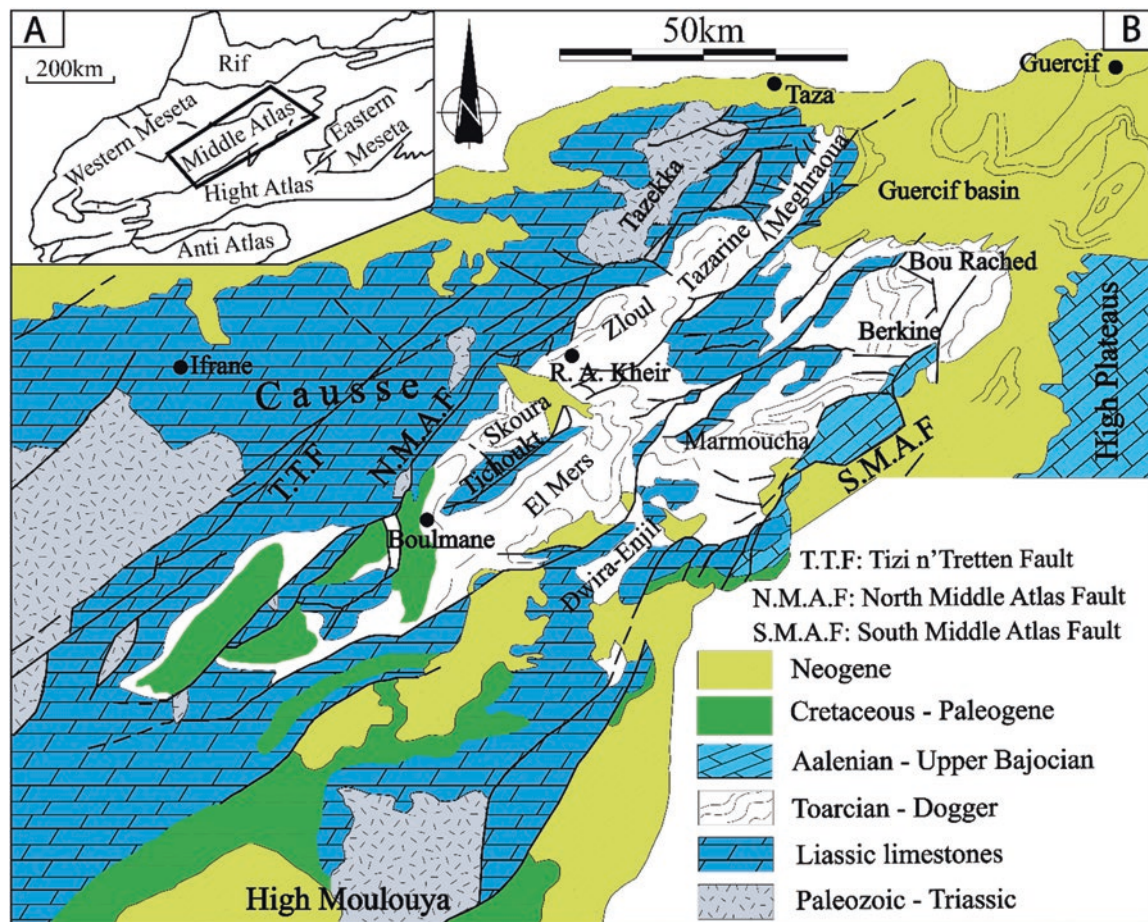 A
200km
Rif
Western Meseta
Middle Atlas
Eastern
Meseta
Hight Atlas
Anti Atlas
B
50km
N
Guercif
Taza
Guercif basin
Tazekka
Meghraoua
Tazarine
Bou Rached
Zloul
Berkine
Ifrane
R. A. Kheir
Causse
High Plateaus
Skoura
N.M.A.F
Tichoukt
Marmoucha
T.T.F
S.M.A.F
El Mers
Boulmane
Dwira-Enjil
T.T.F: Tizi n'Tretten Fault
N.M.A.F: North Middle Atlas Fault
S.M.A.F: South Middle Atlas Fault
Neogene
Cretaceous - Paleogene
Aalenian - Upper Bajocian
Toarcian - Dogger
Liassic limestones
Paleozoic - Triassic
High Moulouya